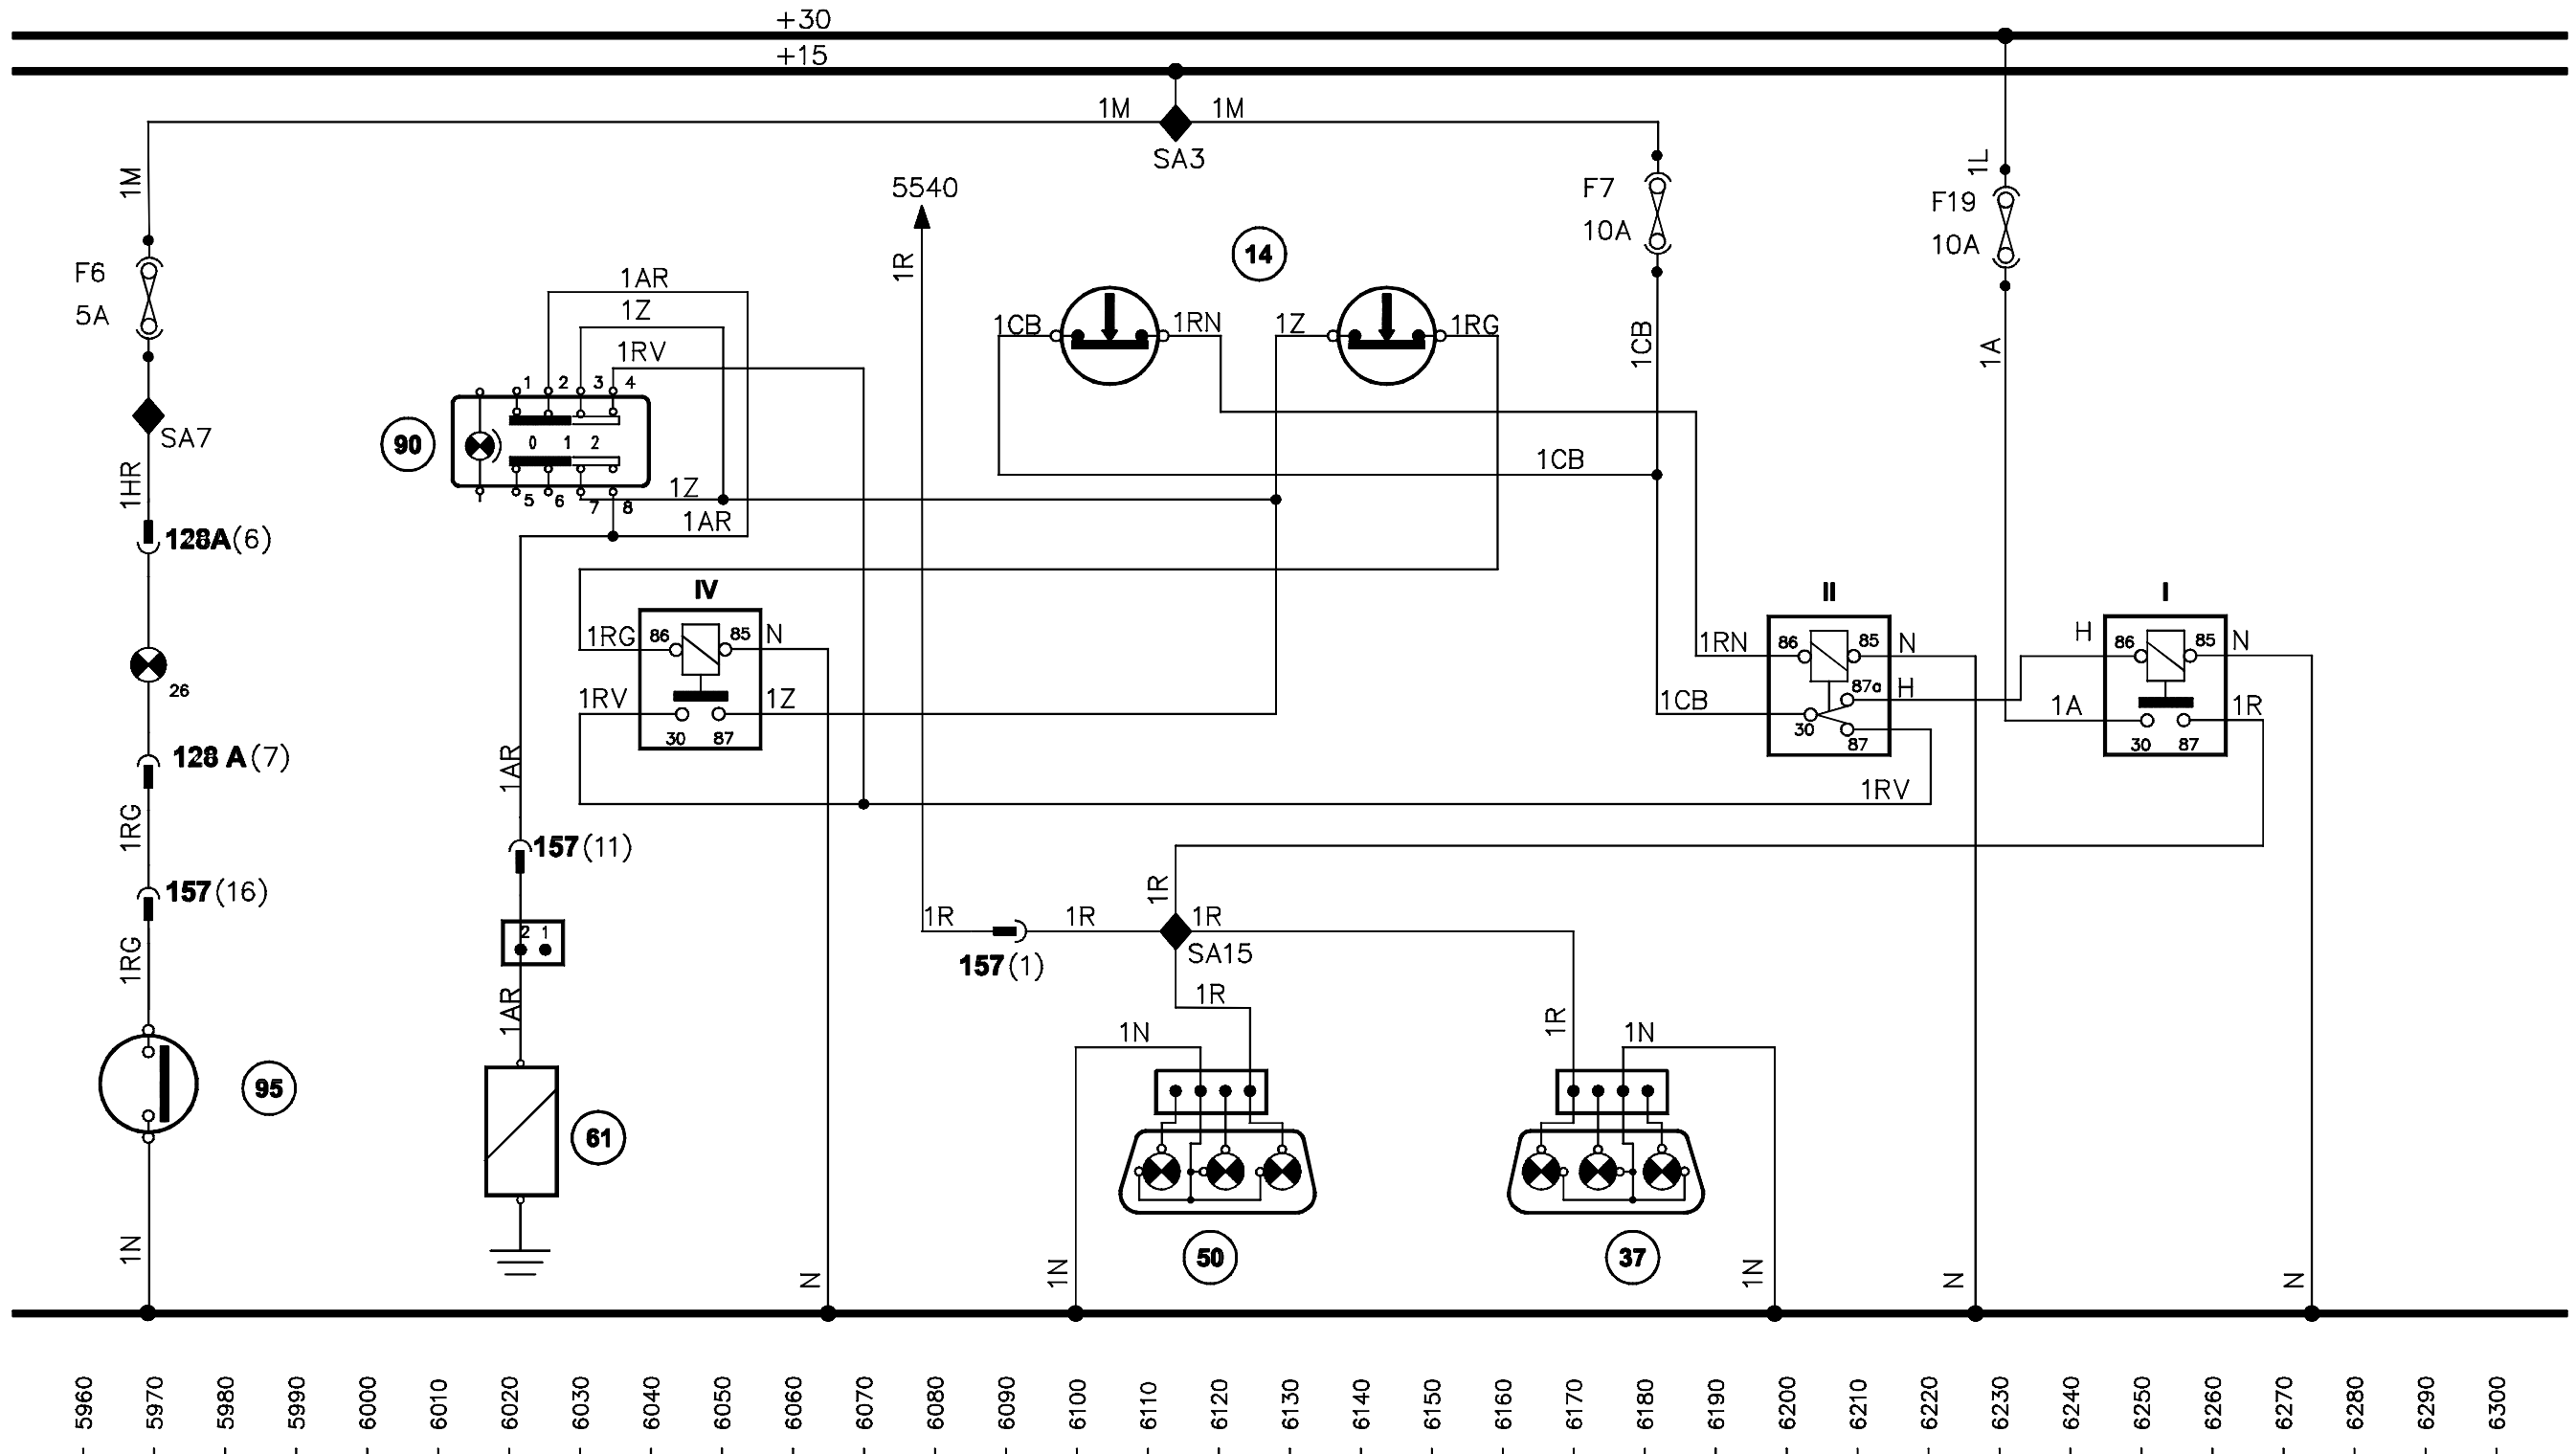 +30
+15
1M 1M
SA3
1M
5540
1L
F7
10A
F19
10A
14
1R
F6
5A
1AR
1Z
1RV
1CB 1RN 1Z 1RG
1CB
1A
1 2 3 4
90
0 1 2
SA7
1HR
5 6 7 8
1Z
1AR
1CB
128A(6)
IV
II
I
1RG 86 85 N
1RN 86 85 N
H 86 85 N
26
1RV 30 87 1Z
1CB 30 87a 87 H
1A 30 87 1R
128 A(7)
1AR
1RV
1RG
157(11)
157(16)
1R
2 1
1R 1R 1R
157(1)
SA15
1RG
1AR
1R
1N
1R
1N
95
61
50
37
1N
N
1N
1N
N
N
5960 5970 5980 5990 6000 6010 6020 6030 6040 6050 6060 6070 6080 6090 6100 6110 6120 6130 6140 6150 6160 6170 6180 6190 6200 6210 6220 6230 6240 6250 6260 6270 6280 6290 6300